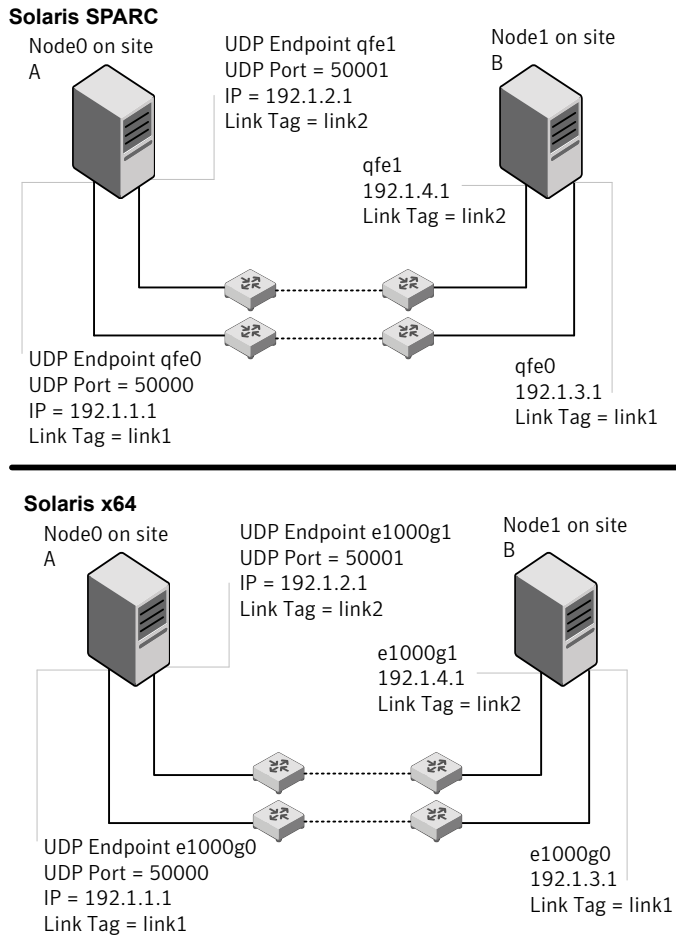 Solaris SPARC
Node0 on site
A
UDP Endpoint qfe1
UDP Port = 50001
IP = 192.1.2.1
Link Tag = link2
Node1 on site
B
qfe1
192.1.4.1
Link Tag = link2
UDP Endpoint qfe0
UDP Port = 50000
IP = 192.1.1.1
Link Tag = link1
qfe0
192.1.3.1
Link Tag = link1
Solaris x64
Node0 on site
A
UDP Endpoint e1000g1
UDP Port = 50001
IP = 192.1.2.1
Link Tag = link2
Node1 on site
B
e1000g1
192.1.4.1
Link Tag = link2
UDP Endpoint e1000g0
UDP Port = 50000
IP = 192.1.1.1
Link Tag = link1
e1000g0
192.1.3.1
Link Tag = link1